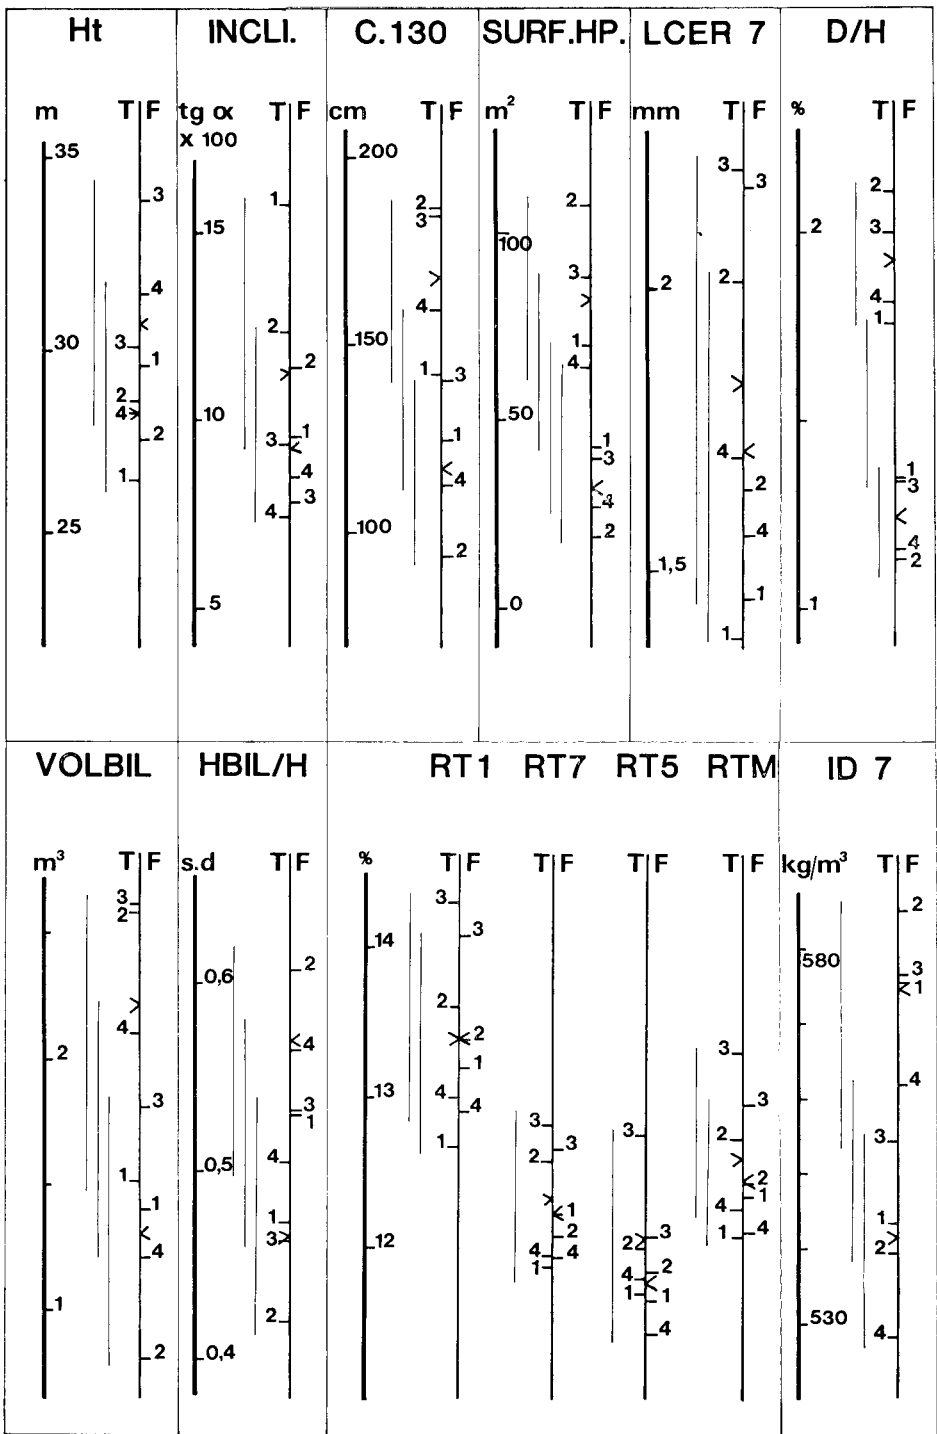 Ht INCLI. C.130 SURF.HP. LCER 7 D/H
m T F tg α T F cm T F m² T F mm T F % T F
x 100
35 200
3 1 2 2 3 3 2
3
15 100 2 3
4 3 2 2 4
30 2 4 1
3 150 1
1 2 1 3 4
2
4 10 50
2 3 1 1 1 4 1
1 4 4 3 2 3
3 4
25 4 100 2 4 4
2 1,5 2
1
5 0 1
1
VOLBIL HBIL/H RT1 RT7 RT5 RTM ID 7
m³ T F s.d T F % T F T F T F T F kg/m³ T F
3 3 2
2 3
2 14 580
0,6 3
2 1
4 4 2
2 1 3
3 3 13 4 4
1 4 3 3 3
1 0,5 1 2 2 3
4 1 1 2
4 3 12 2 3 1 1
4 4 2 4 1 4 2
1 1 4 2
2 1 1 530
2 0,4 4 4